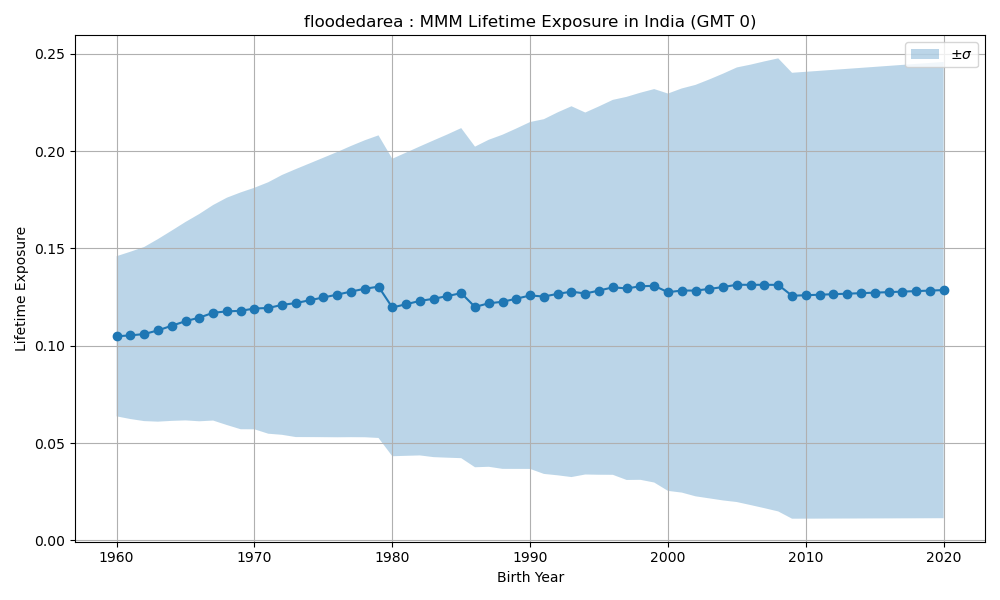 floodedarea : MMM Lifetime Exposure in India (GMT 0)
±σ
Lifetime Exposure
0.25
0.20
0.15
0.10
0.05
0.00
1960 1970 1980 1990 2000 2010 2020
Birth Year